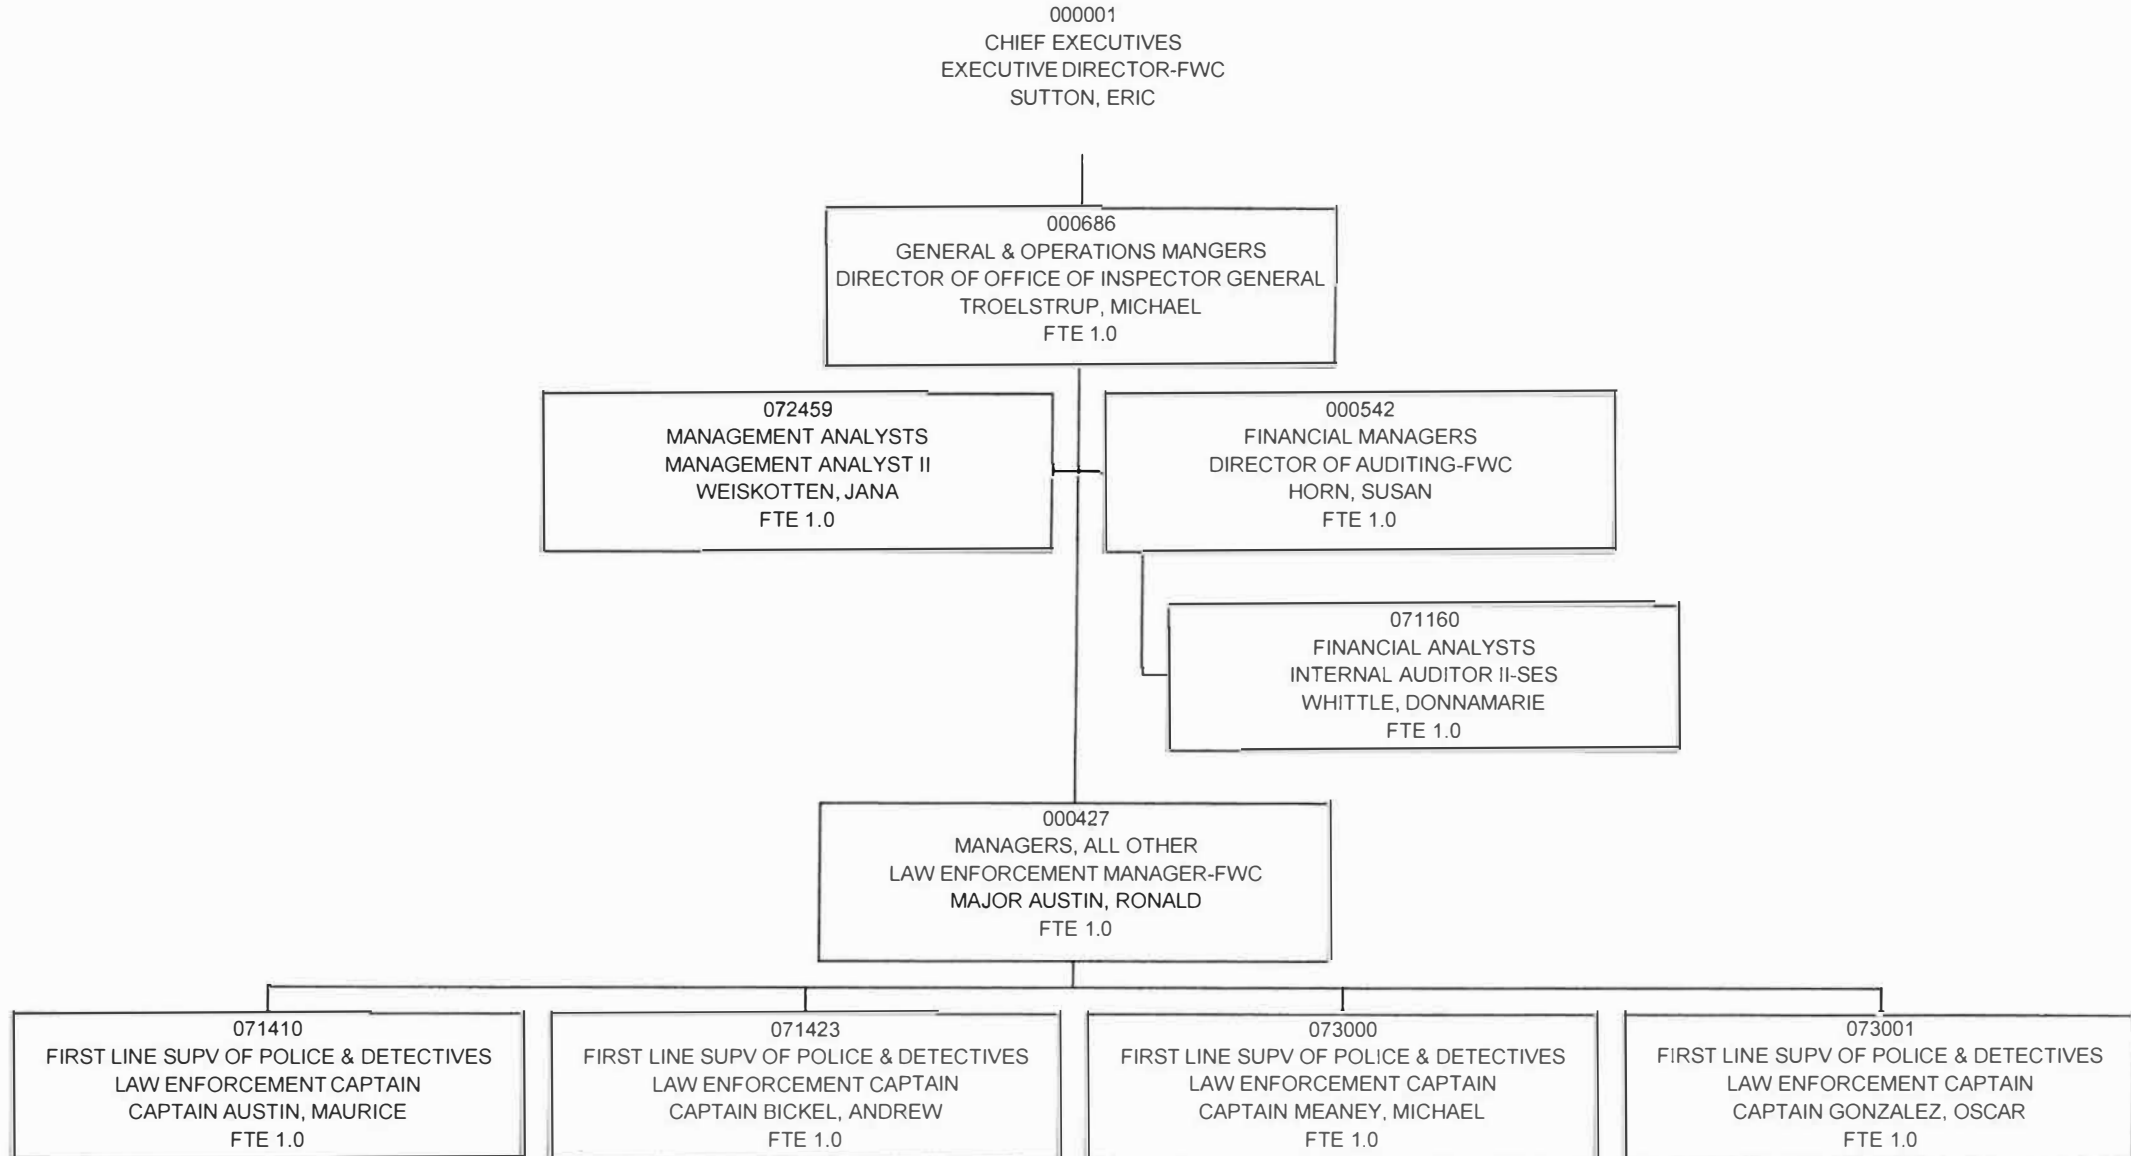 000001
CHIEF EXECUTIVES
EXECUTIVE DIRECTOR-FWC
SUTTON, ERIC
000686
GENERAL & OPERATIONS MANGERS
DIRECTOR OF OFFICE OF INSPECTOR GENERAL
TROELSTRUP, MICHAEL
FTE 1.0
072459
MANAGEMENT ANALYSTS
MANAGEMENT ANALYST II
WEISKOTTEN, JANA
FTE 1.0
000542
FINANCIAL MANAGERS
DIRECTOR OF AUDITING-FWC
HORN, SUSAN
FTE 1.0
071160
FINANCIAL ANALYSTS
INTERNAL AUDITOR II-SES
WHITTLE, DONNAMARIE
FTE 1.0
000427
MANAGERS, ALL OTHER
LAW ENFORCEMENT MANAGER-FWC
MAJOR AUSTIN, RONALD
FTE 1.0
071410
FIRST LINE SUPV OF POLICE & DETECTIVES
LAW ENFORCEMENT CAPTAIN
CAPTAIN AUSTIN, MAURICE
FTE 1.0
071423
FIRST LINE SUPV OF POLICE & DETECTIVES
LAW ENFORCEMENT CAPTAIN
CAPTAIN BICKEL, ANDREW
FTE 1.0
073000
FIRST LINE SUPV OF POLICE & DETECTIVES
LAW ENFORCEMENT CAPTAIN
CAPTAIN MEANEY, MICHAEL
FTE 1.0
073001
FIRST LINE SUPV OF POLICE & DETECTIVES
LAW ENFORCEMENT CAPTAIN
CAPTAIN GONZALEZ, OSCAR
FTE 1.0